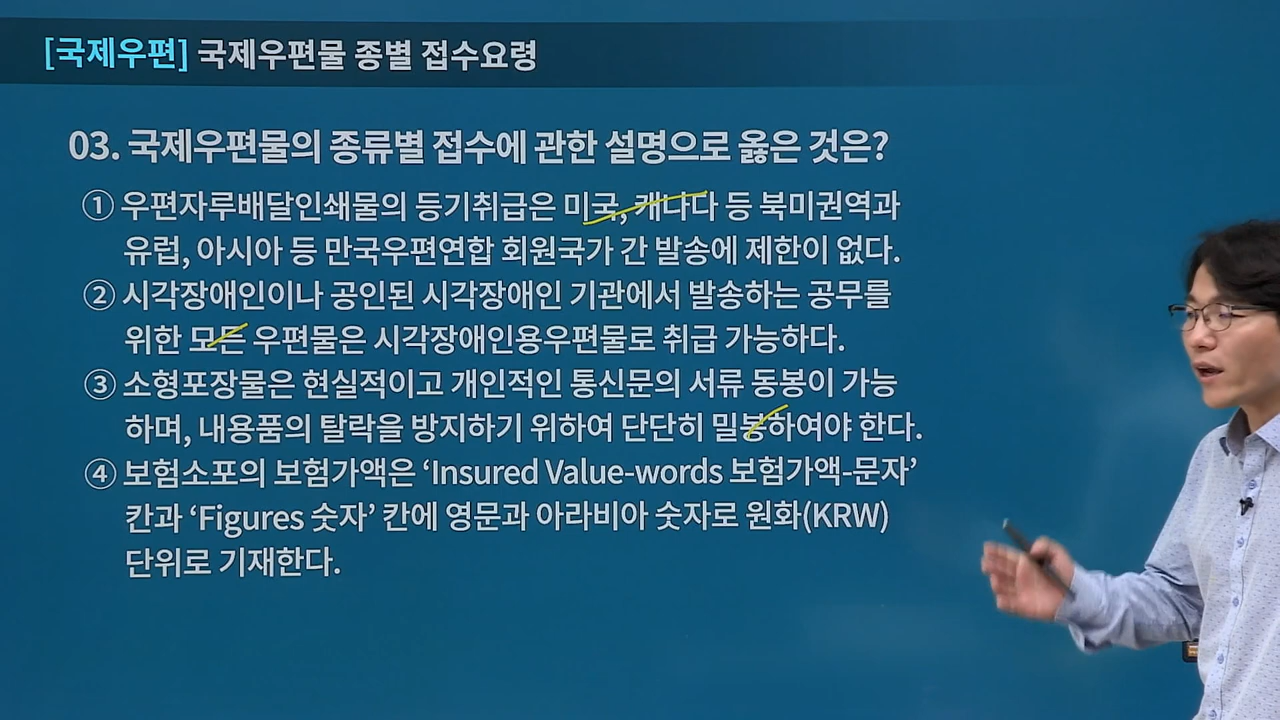 [국제우편] 국제우편물 종별 접수요령
03. 국제우편물의 종류별 접수에 관한 설명으로 옳은 것은?
① 우편자루배달인쇄물의 등기취급은 미국, 캐나다 등 북미권역과
유럽, 아시아 등 만국우편연합 회원국가 간 발송에 제한이 없다.
② 시각장애인이나 공인된 시각장애인 기관에서 발송하는 공무를
위한 모든 우편물은 시각장애인용우편물로 취급 가능하다.
③ 소형포장물은 현실적이고 개인적인 통신문의 서류 동봉이 가능
하며, 내용품의 탈락을 방지하기 위하여 단단히 밀봉하여야 한다.
④ 보험소포의 보험가액은 ‘Insured Value-words 보험가액-문자’
칸과 ‘Figures 숫자’ 칸에 영문과 아라비아 숫자로 원화(KRW)
단위로 기재한다.